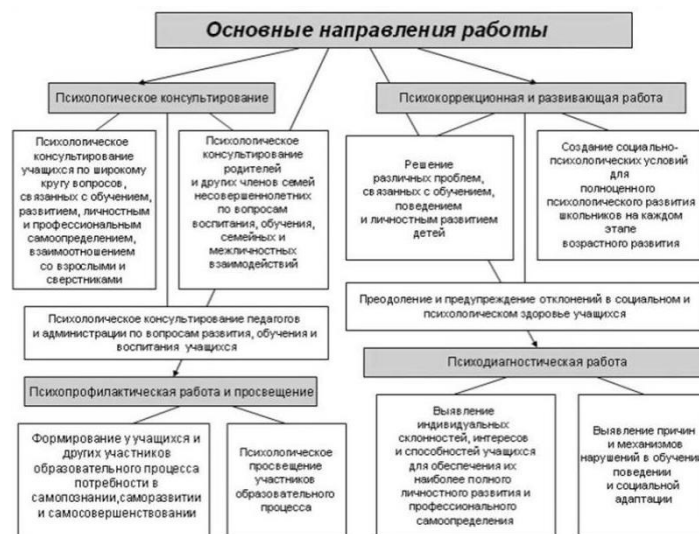 Основные направления работы
Психологическое консультирование
Психокоррекционная и развивающая работа
Психологическое
консультирование
учащихся по широкому
кругу вопросов,
связанных с обучением,
развитием, личностным
и профессиональным
самоопределением,
взаимоотношением
со взрослыми и
сверстниками
Психологическое
консультирование
родителей
и других членов семей
несовершеннолетних
по вопросам
воспитания, обучения,
семейных и
межличностных
взаимодействий
Решение
различных проблем,
связанных с обучением,
поведением
и личностным развитием
детей
Создание социально-
психологических условий
для
полноценного
психологического развития
школьников на каждом
этапе
возрастного развития
Психологическое консультирование педагогов
и администрации по вопросам развития, обучения и
воспитания учащихся
Преодоление и предупреждение отклонений в социальном и
психологическом здоровье учащихся
Психопрофилактическая работа и просвещение
Психодиагностическая работа
Формирование у учащихся и
других участников
образовательного процесса
потребности в
самопознании,саморазвитии
и самосовершенствовании
Психологическое
просвещение
участников
образовательного
процесса
Выявление
индивидуальных
склонностей, интересов
и способностей учащихся
для обеспечения их
наиболее полного
личностного развития и
профессионального
самоопределения
Выявление причин
и механизмов
нарушений в обучении
поведении
и социальной
адаптации